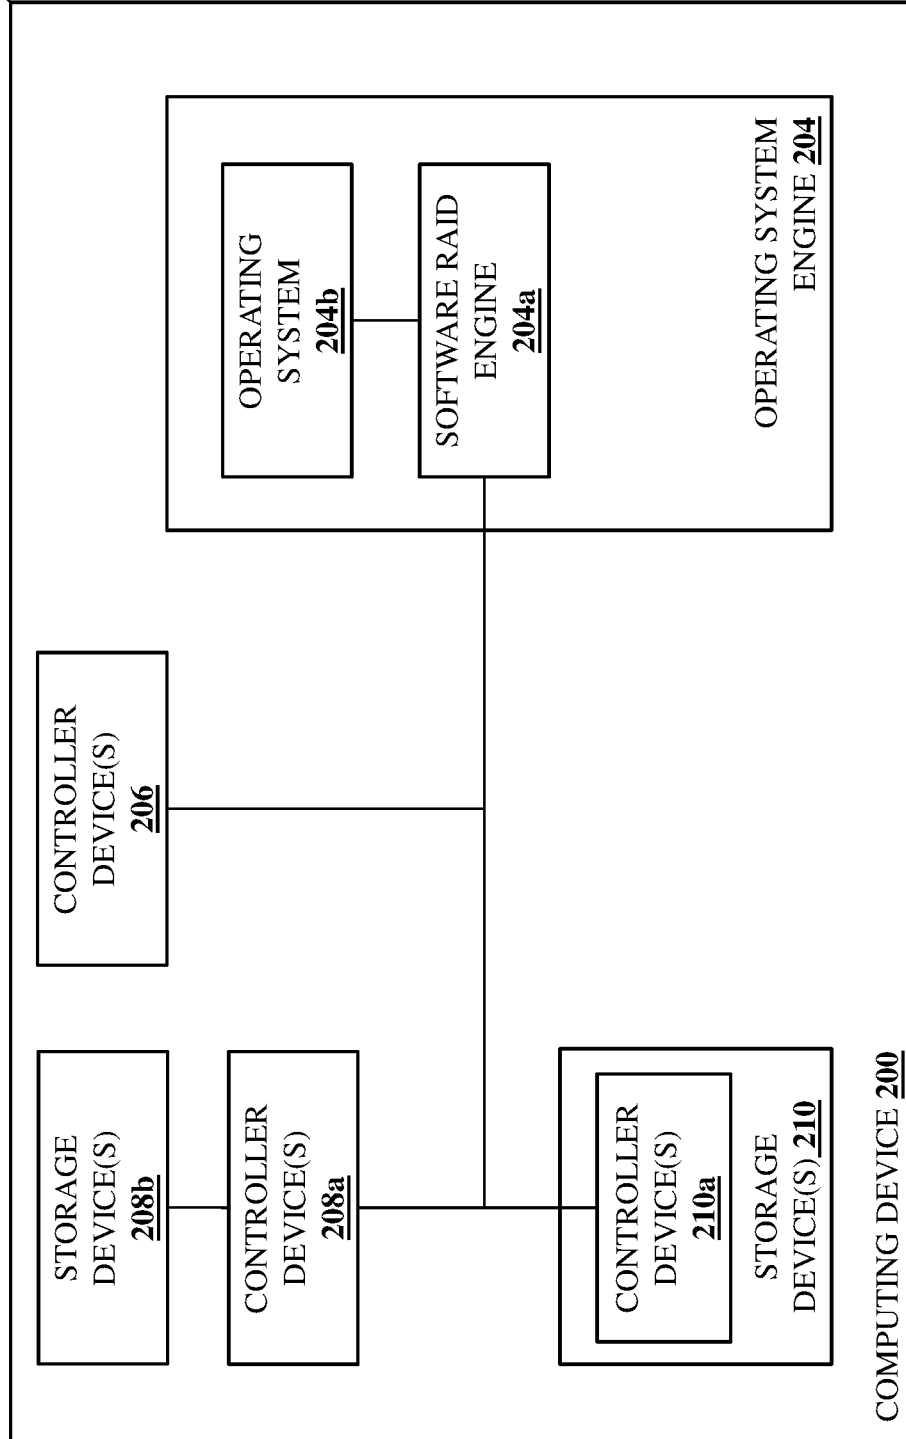 STORAGE
DEVICE(S)
208b
CONTROLLER
DEVICE(S)
208a
CONTROLLER
DEVICE(S)
206
OPERATING
SYSTEM
204b
SOFTWARE RAID
ENGINE
204a
OPERATING SYSTEM
ENGINE 204
CONTROLLER
DEVICE(S)
210a
STORAGE
DEVICE(S) 210
COMPUTING DEVICE 200